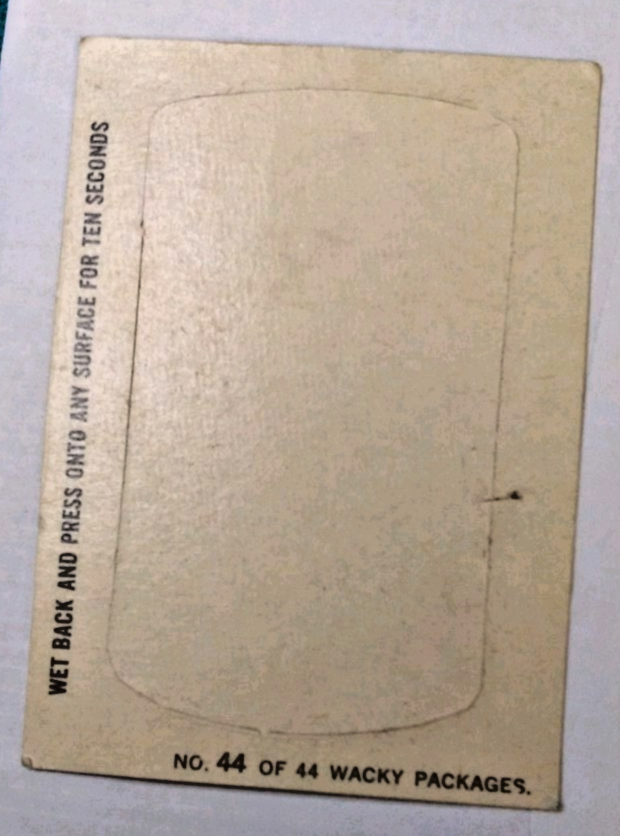 WET BACK AND PRESS ONTO ANY SURFACE FOR TEN SECONDS
NO. 44 OF 44 WACKY PACKAGES.